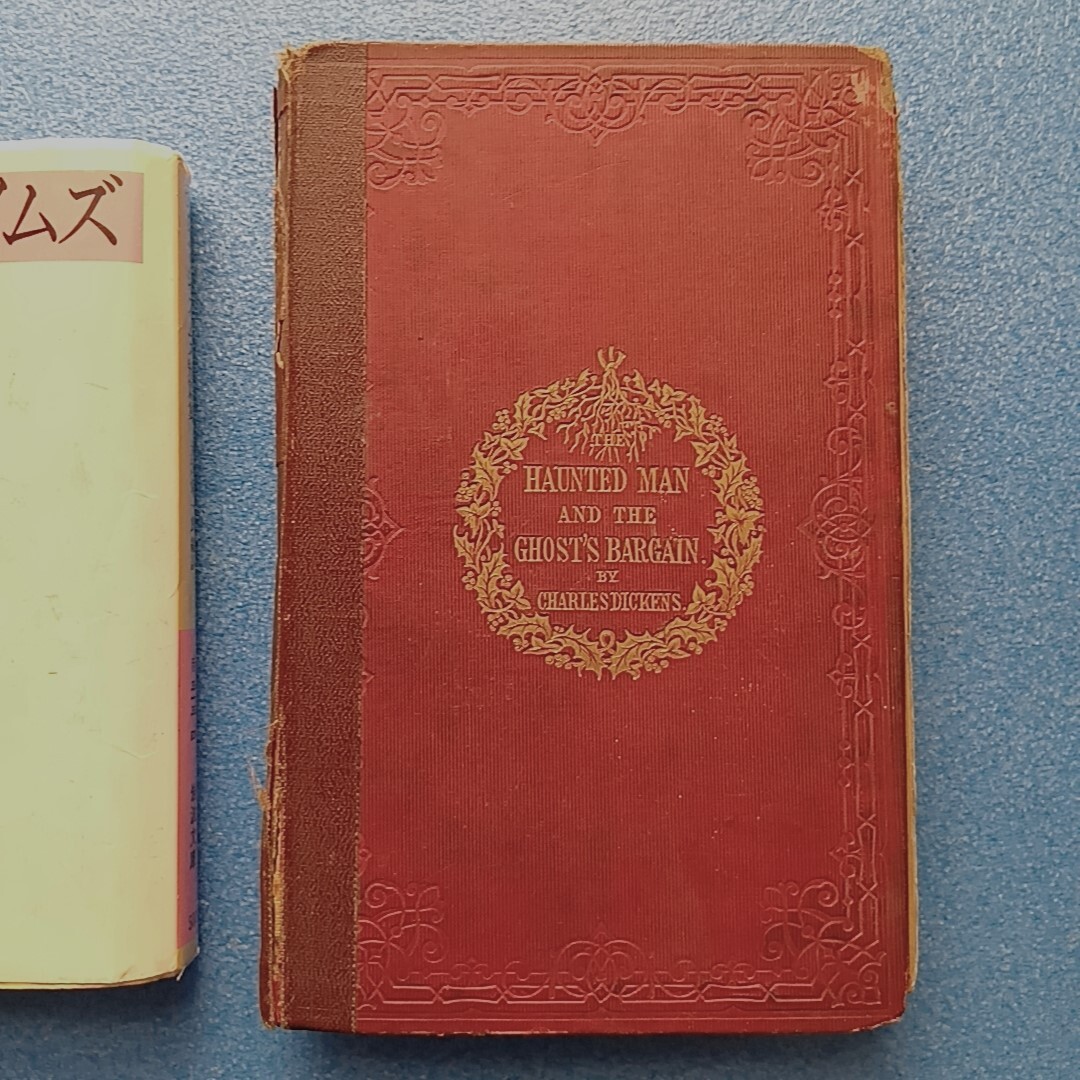 ムズ
THE
HAUNTED MAN
AND THE
GHOST'S BARGAIN.
BY
CHARLES DICKENS.